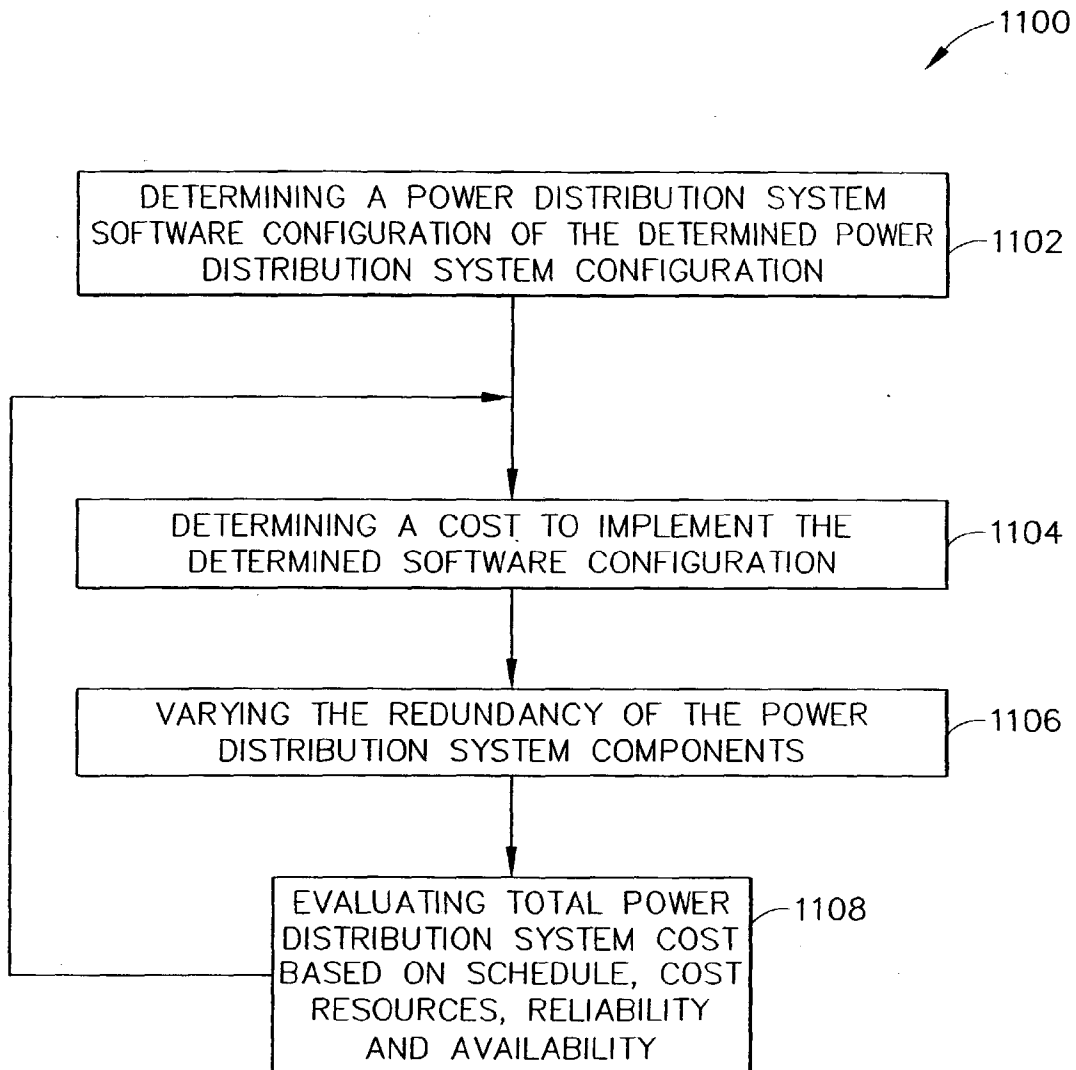 1100
DETERMINING A POWER DISTRIBUTION SYSTEM
SOFTWARE CONFIGURATION OF THE DETERMINED POWER
DISTRIBUTION SYSTEM CONFIGURATION
1102
DETERMINING A COST TO IMPLEMENT THE
DETERMINED SOFTWARE CONFIGURATION
1104
VARYING THE REDUNDANCY OF THE POWER
DISTRIBUTION SYSTEM COMPONENTS
1106
EVALUATING TOTAL POWER
DISTRIBUTION SYSTEM COST
BASED ON SCHEDULE, COST
RESOURCES, RELIABILITY
AND AVAILABILITY
1108